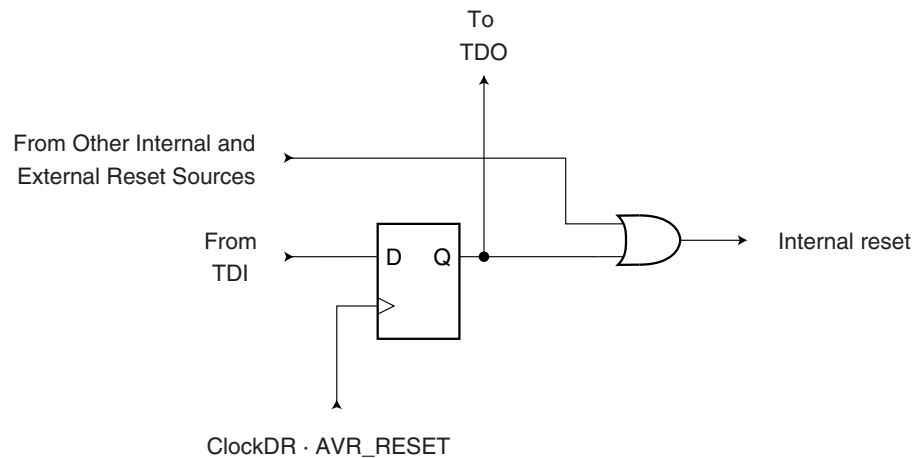 To
TDO
From Other Internal and
External Reset Sources
From
TDI
D Q
Internal reset
ClockDR · AVR_RESET